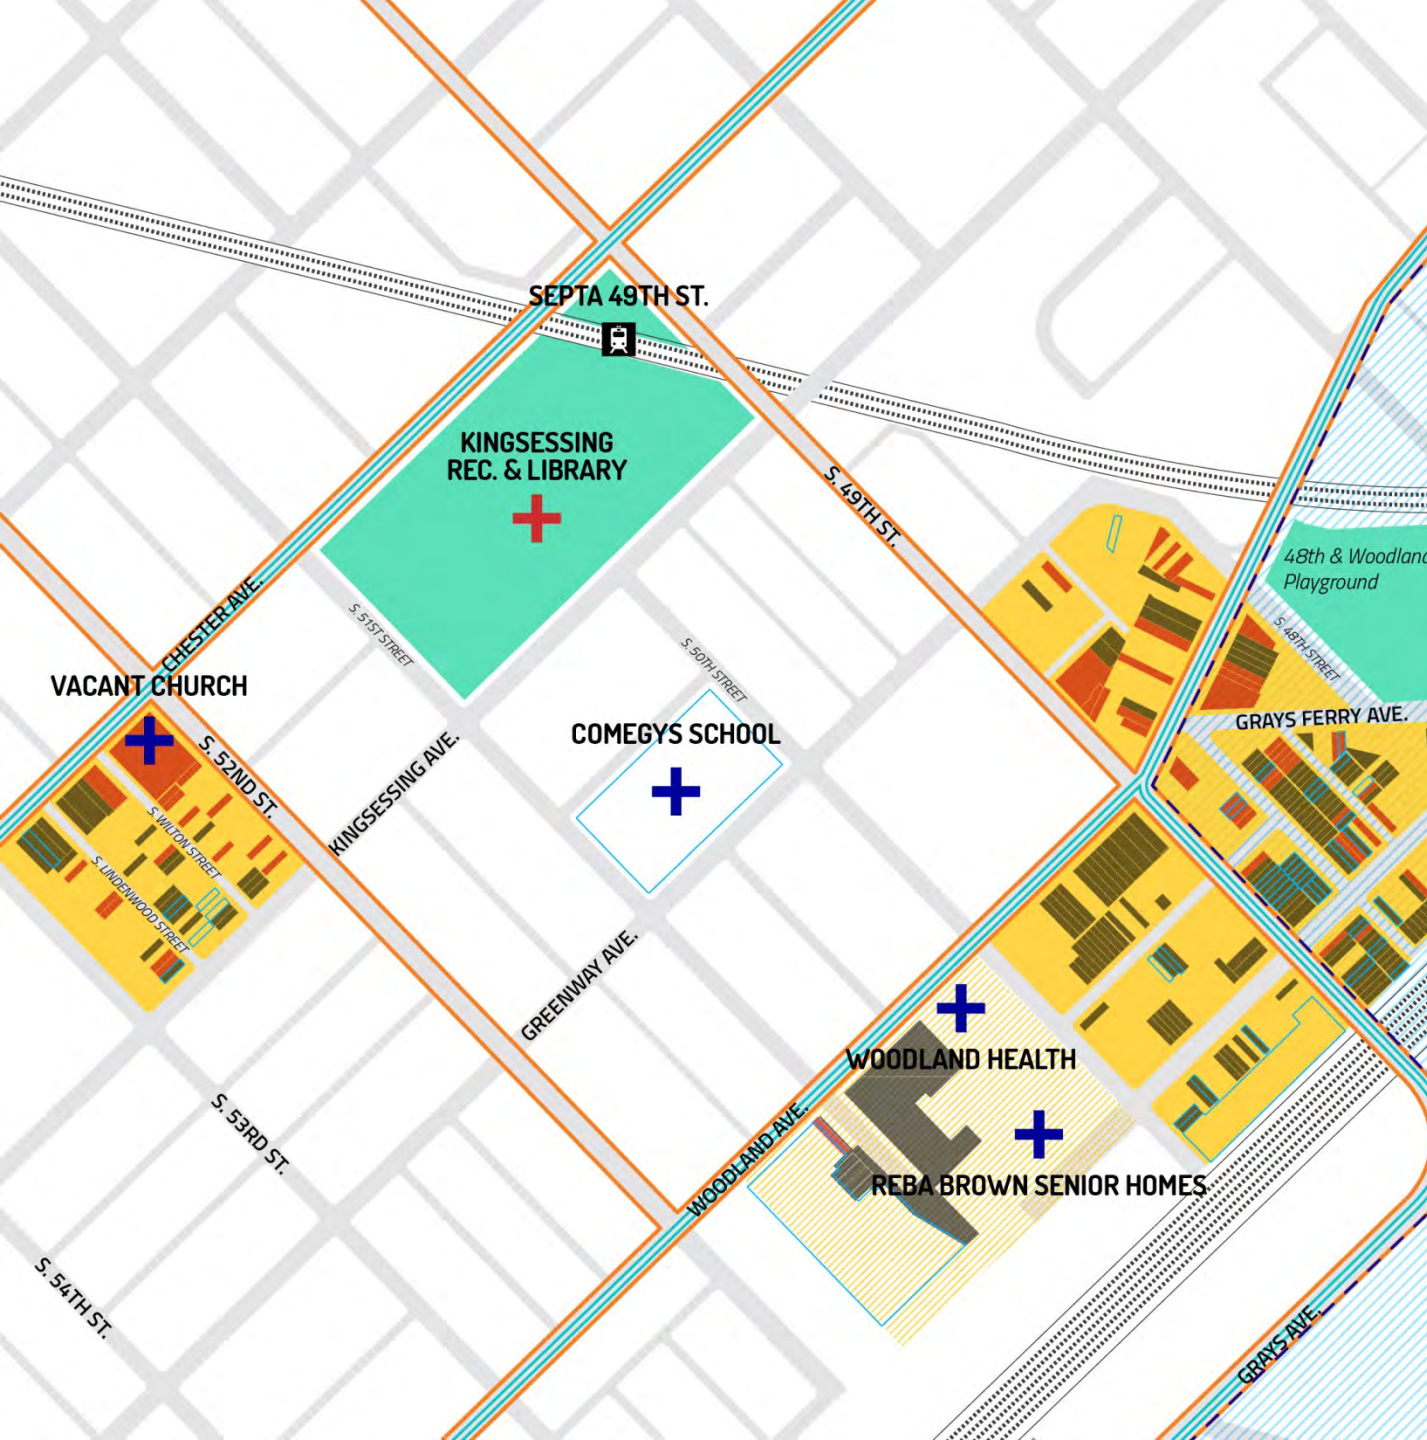 SEPTA 49TH ST.
KINGSESSING
REC. & LIBRARY
S. 49TH ST.
48th & Woodland
Playground
CHESTER AVE.
S. 51ST STREET
S. 50TH STREET
S. 48TH STREET
VACANT CHURCH
GRAYS FERRY AVE.
COMEGYS SCHOOL
S. 52ND ST.
KINGSESSING AVE.
S. WILTON STREET
S. LINDENWOOD STREET
GREENWAY AVE.
WOODLAND HEALTH
S. 53RD ST.
WOODLAND AVE.
REBA BROWN SENIOR HOMES
S. 54TH ST.
GRAYS AVE.